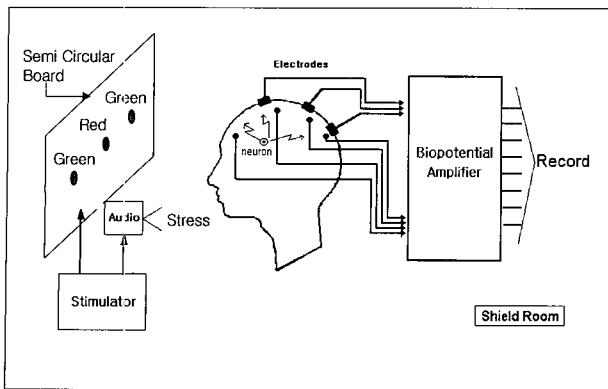 Semi Circular
Board
Green
Red
Green
Audio
Stress
Stimulator
Electrodes
neuron
Biopotential
Amplifier
Record
Shield Room